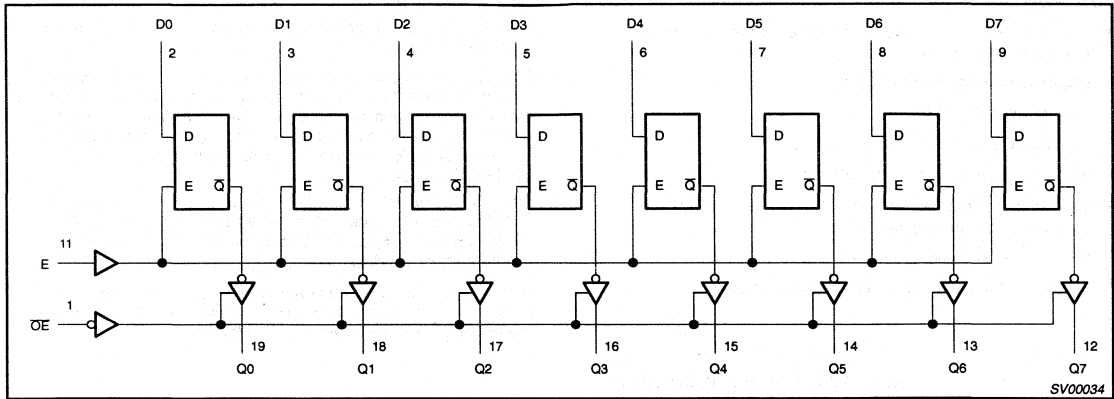 D0 D1 D2 D3 D4 D5 D6 D7
2 3 4 5 6 7 8 9
D D D D D D D D
E Q̅ E Q̅ E Q̅ E Q̅ E Q̅ E Q̅ E Q̅ E Q̅
11
E
1
O̅E̅
19 18 17 16 15 14 13 12
Q0 Q1 Q2 Q3 Q4 Q5 Q6 Q7
SV00034